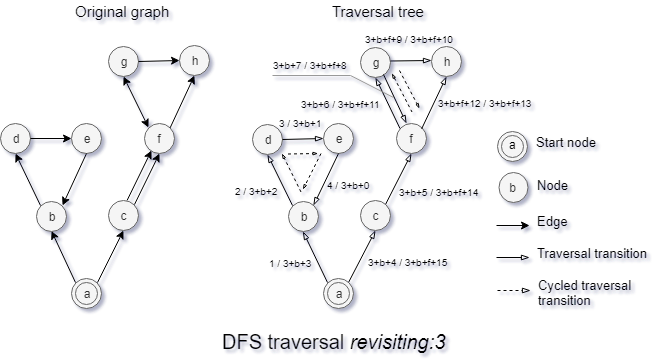 Original graph
Traversal tree
g
h
d
e
f
b
c
a
3+b+f+9 / 3+b+f+10
g
h
3+b+7 / 3+b+f+8
3+b+6 / 3+b+f+11
3+b+f+12 / 3+b+f+13
3 / 3+b+1
d
e
f
2 / 3+b+2
4 / 3+b+0
3+b+5 / 3+b+f+14
b
c
1 / 3+b+3
3+b+4 / 3+b+f+15
a
a
Start node
b
Node
Edge
Traversal transition
Cycled traversal
transition
DFS traversal revisiting:3